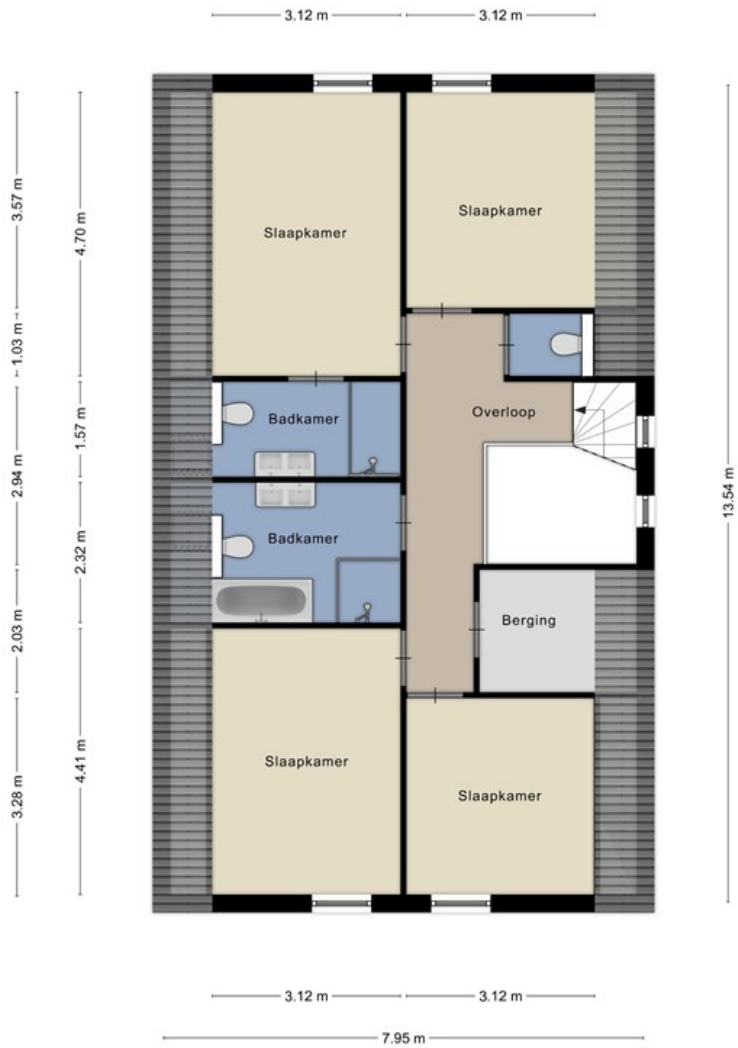 3.12 m
3.12 m
3.57 m
1.03 m
2.94 m
2.03 m
3.28 m
4.70 m
1.57 m
2.32 m
4.41 m
Slaapkamer
Slaapkamer
Badkamer
Overloop
Badkamer
Berging
Slaapkamer
Slaapkamer
13.54 m
3.12 m
3.12 m
7.95 m